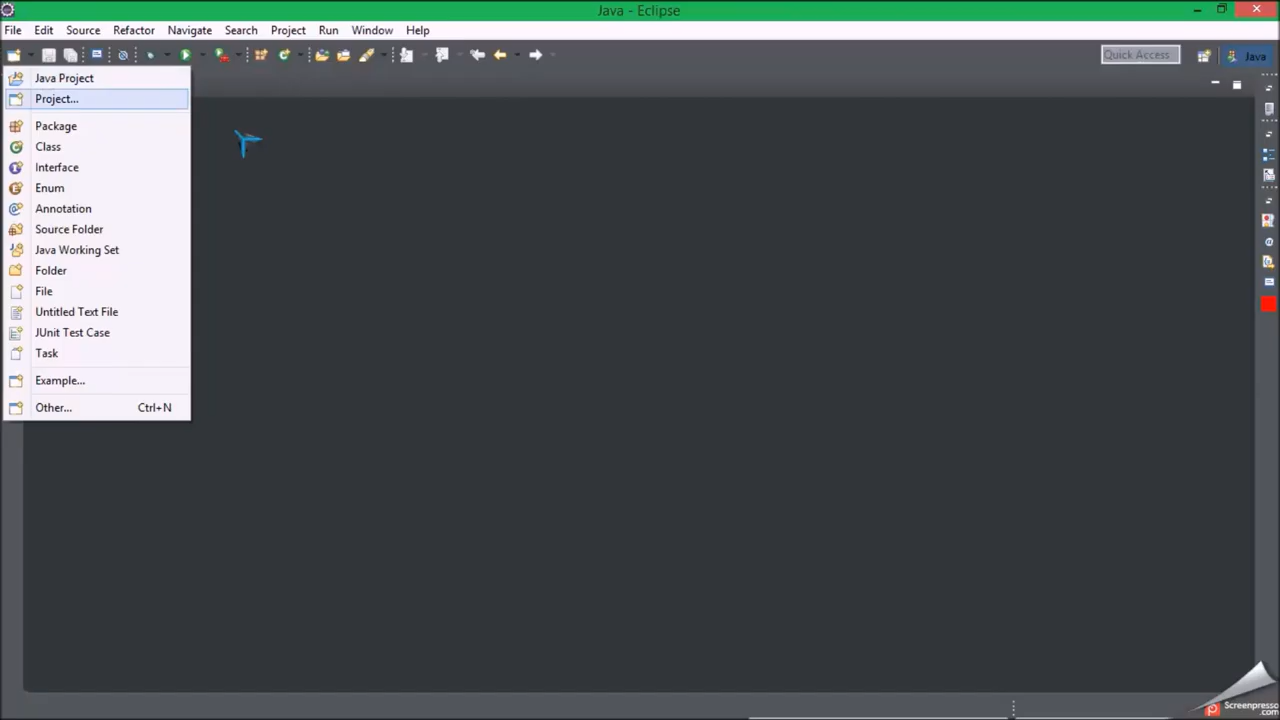 Java - Eclipse
File Edit Source Refactor Navigate Search Project Run Window Help
Quick Access Java
Java Project
Project...
Package
Class
Interface
Enum
Annotation
Source Folder
Java Working Set
Folder
File
Untitled Text File
JUnit Test Case
Task
Example...
Other... Ctrl+N
Screenpresso
.com